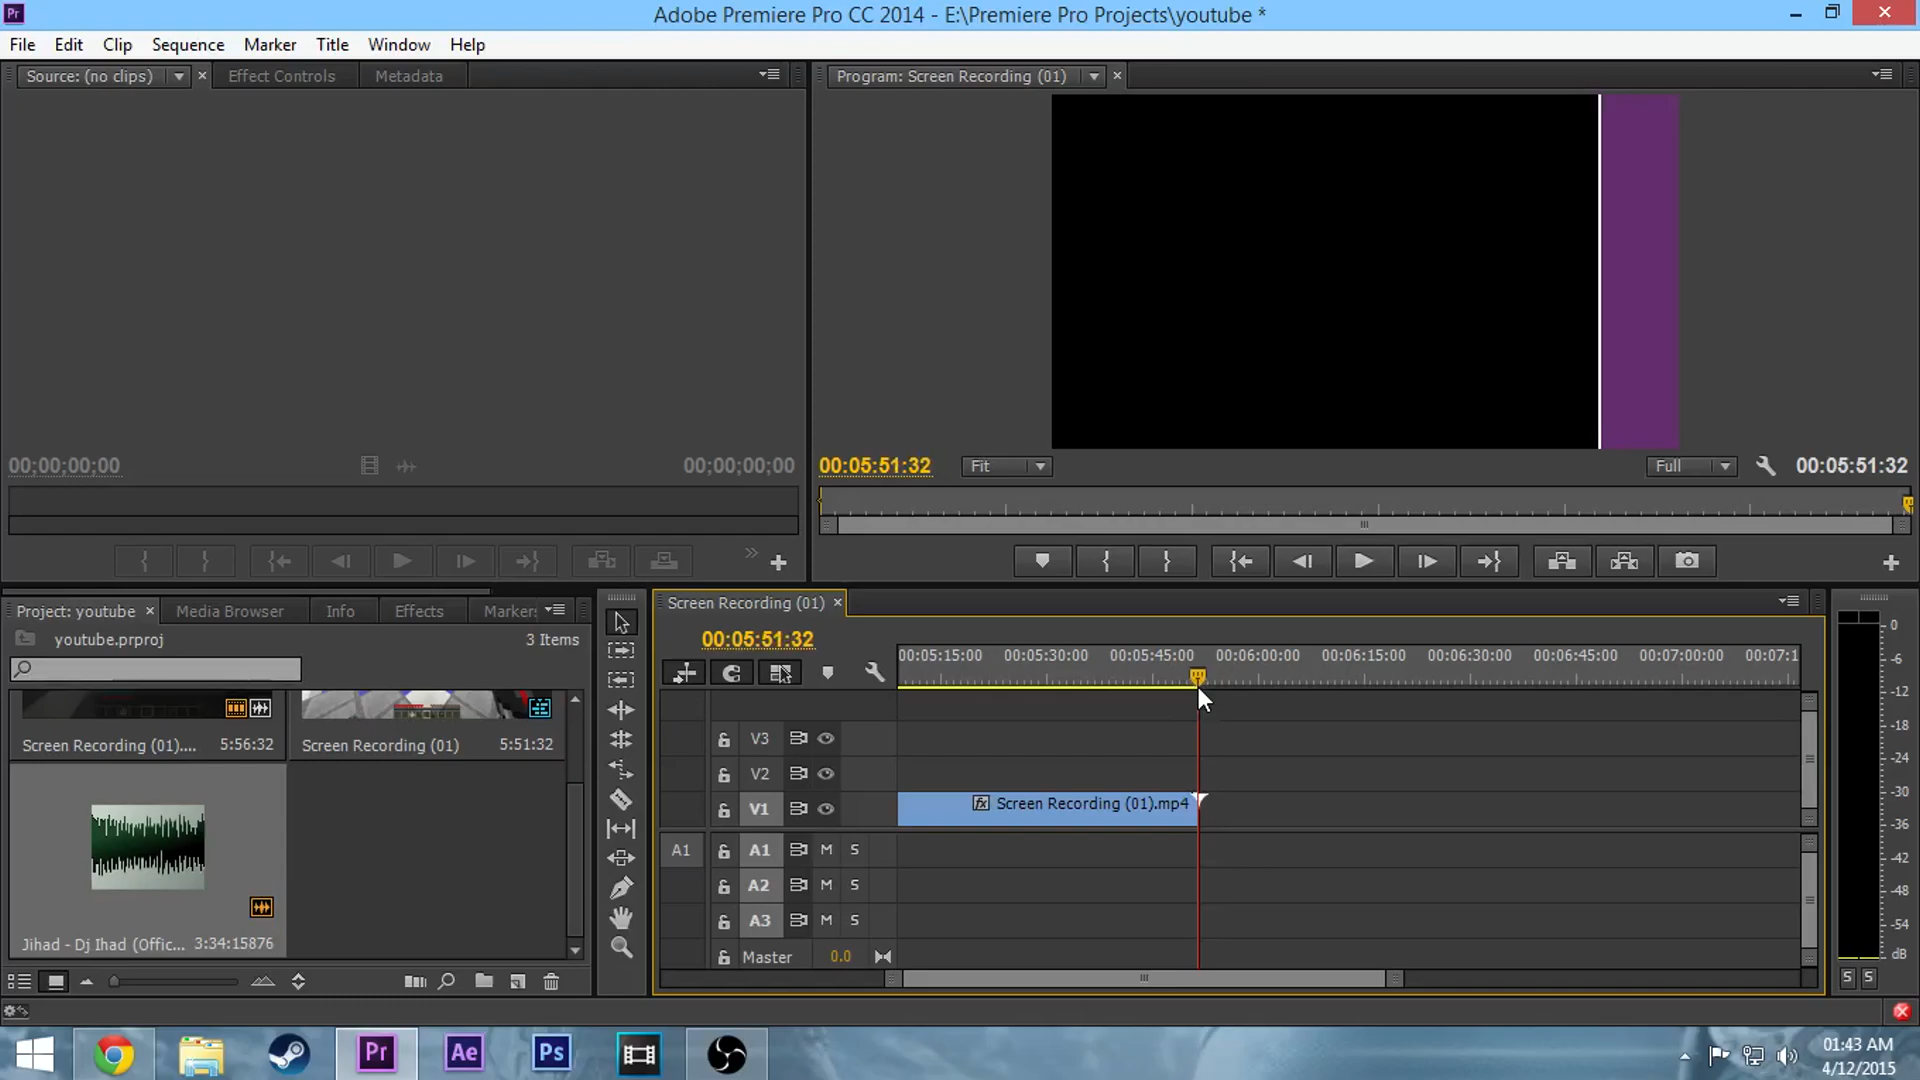 Pr
Adobe Premiere Pro CC 2014 - E:\Premiere Pro Projects\youtube *
File Edit Clip Sequence Marker Title Window Help
Source: (no clips) Effect Controls Metadata
Program: Screen Recording (01)
00;00;00;00 00;00;00;00
00:05:51:32 Fit Full 00:05:51:32
Project: youtube Media Browser Info Effects Markers
youtube.prproj 3 Items
Screen Recording (01).... 5:56:32
Screen Recording (01) 5:51:32
Jihad - Dj Ihad (Offic... 3:34:15876
Screen Recording (01)
00:05:51:32
00:05:15:00 00:05:30:00 00:05:45:00 00:06:00:00 00:06:15:00 00:06:30:00 00:06:45:00 00:07:00:00 00:07:1
V3
V2
V1 fx Screen Recording (01).mp4
A1 A1 M S
A2 M S
A3 M S
Master 0.0
0
-6
-12
-18
-24
-30
-36
-42
-48
-54
dB
S S
Pr Ae Ps
01:43 AM
4/12/2015